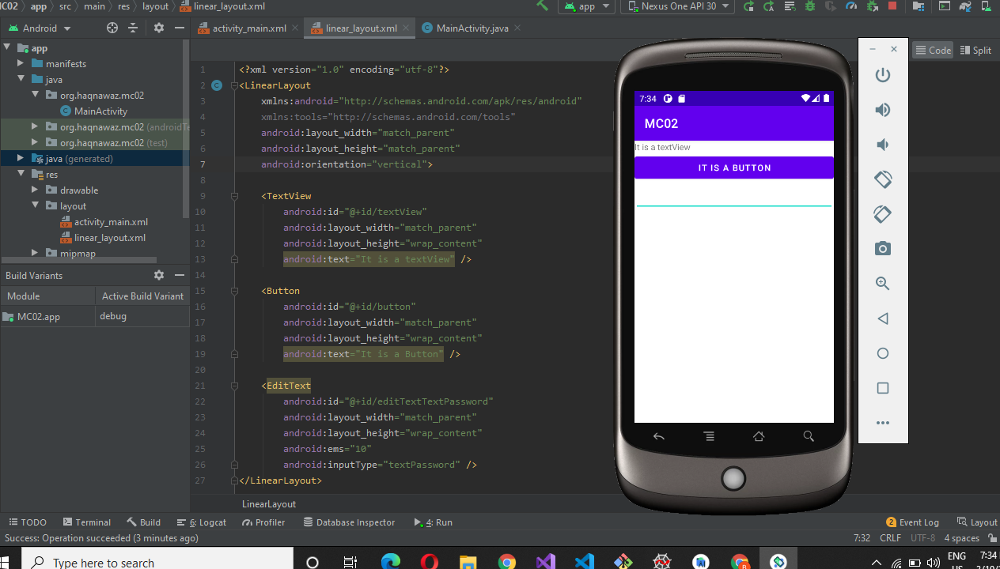 MC02 app src main res layout linear_layout.xml app Nexus One API 30
Android activity_main.xml linear_layout.xml MainActivity.java
Code Split
app
manifests
java
org.haqnawaz.mc02
MainActivity
org.haqnawaz.mc02 (androidTe
org.haqnawaz.mc02 (test)
java (generated)
res
drawable
layout
activity_main.xml
linear_layout.xml
mipmap
Build Variants
Module Active Build Variant
MC02.app debug
1 <?xml version="1.0" encoding="utf-8"?>
2 <LinearLayout
3 xmlns:android="http://schemas.android.com/apk/res/android"
4 xmlns:tools="http://schemas.android.com/tools"
5 android:layout_width="match_parent"
6 android:layout_height="match_parent"
7 android:orientation="vertical">
8
9 <TextView
10 android:id="@+id/textView"
11 android:layout_width="match_parent"
12 android:layout_height="wrap_content"
13 android:text="It is a textView" />
14
15 <Button
16 android:id="@+id/button"
17 android:layout_width="match_parent"
18 android:layout_height="wrap_content"
19 android:text="It is a Button" />
20
21 <EditText
22 android:id="@+id/editTextTextPassword"
23 android:layout_width="match_parent"
24 android:layout_height="wrap_content"
25 android:ems="10"
26 android:inputType="textPassword" />
27 </LinearLayout>
LinearLayout
7:34
MC02
It is a textView
IT IS A BUTTON
TODO Terminal Build 6: Logcat Profiler Database Inspector 4: Run 2 Event Log Layout
Success: Operation succeeded (3 minutes ago) 7:32 CRLF UTF-8 4 spaces
Type here to search ENG 7:34